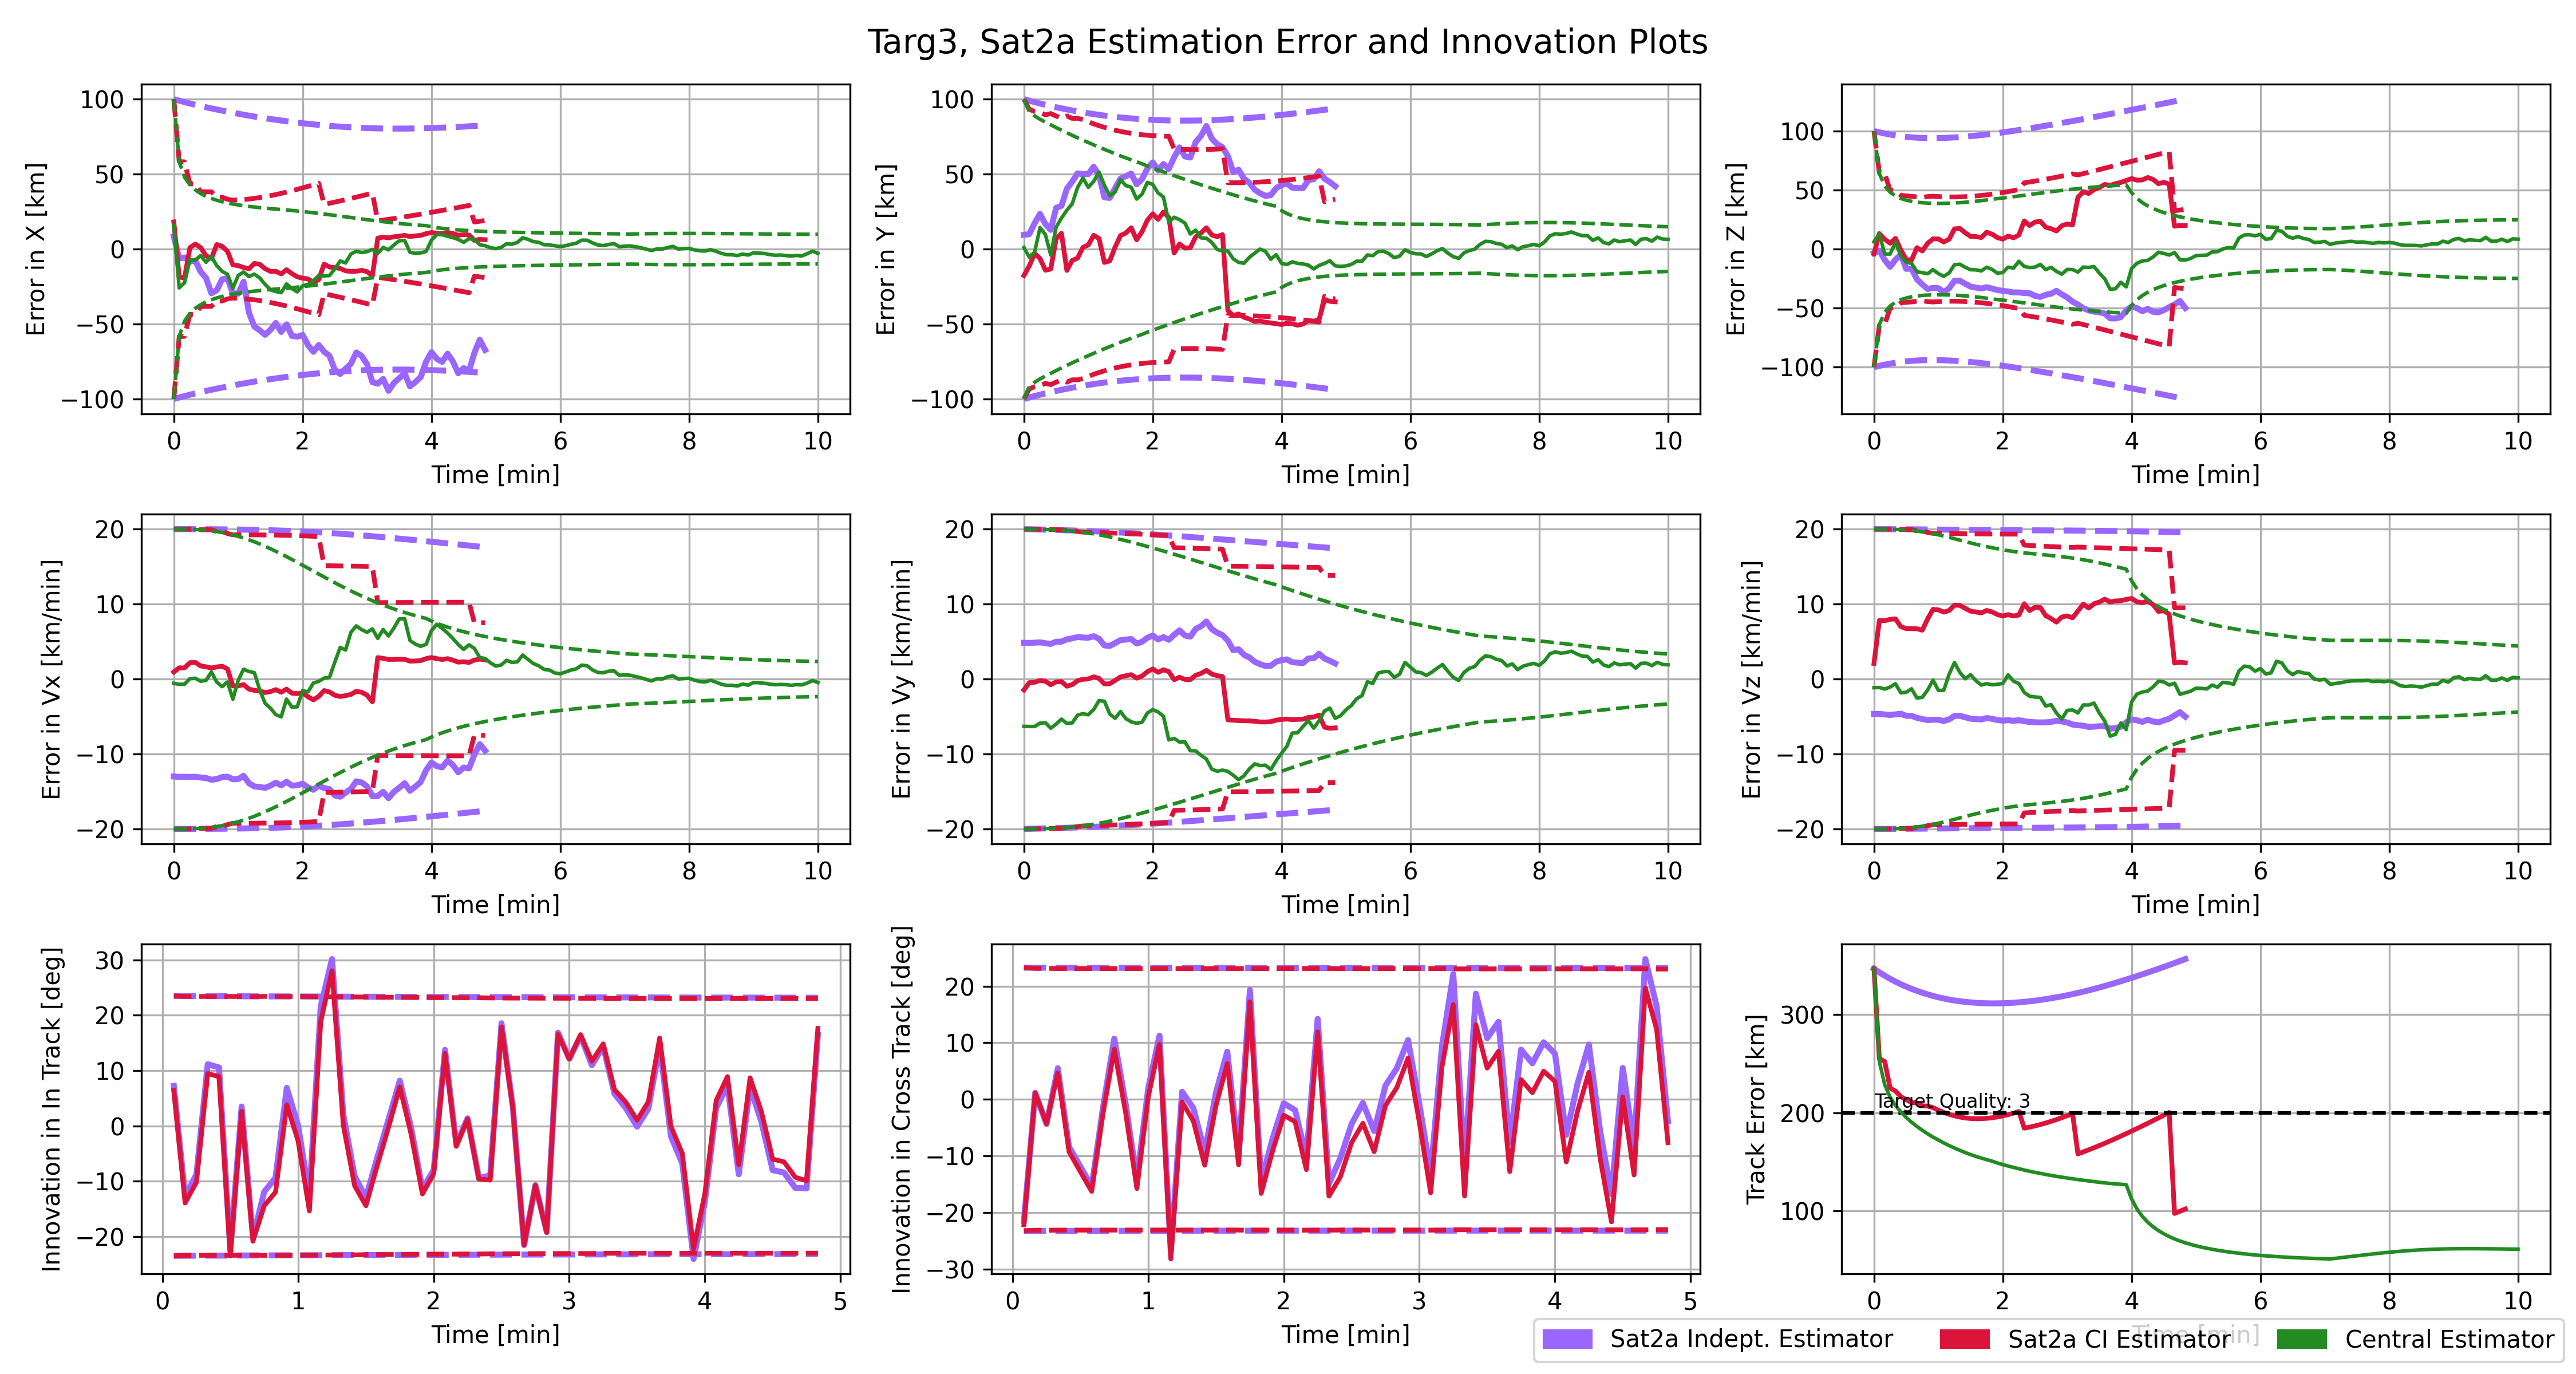 Targ3, Sat2a Estimation Error and Innovation Plots
Error in X [km]
100
50
0
−50
−100
0 2 4 6 8 10
Time [min]
Error in Y [km]
100
50
0
−50
−100
0 2 4 6 8 10
Time [min]
Error in Z [km]
100
50
0
−50
−100
0 2 4 6 8 10
Time [min]
Error in Vx [km/min]
20
10
0
−10
−20
0 2 4 6 8 10
Time [min]
Error in Vy [km/min]
20
10
0
−10
−20
0 2 4 6 8 10
Time [min]
Error in Vz [km/min]
20
10
0
−10
−20
0 2 4 6 8 10
Time [min]
Innovation in In Track [deg]
30
20
10
0
−10
−20
0 1 2 3 4 5
Time [min]
Innovation in Cross Track [deg]
20
10
0
−10
−20
−30
0 1 2 3 4 5
Time [min]
Track Error [km]
300
200
100
Target Quality: 3
0 2 4 6 8 10
Time [min]
Sat2a Indept. Estimator Sat2a CI Estimator Central Estimator